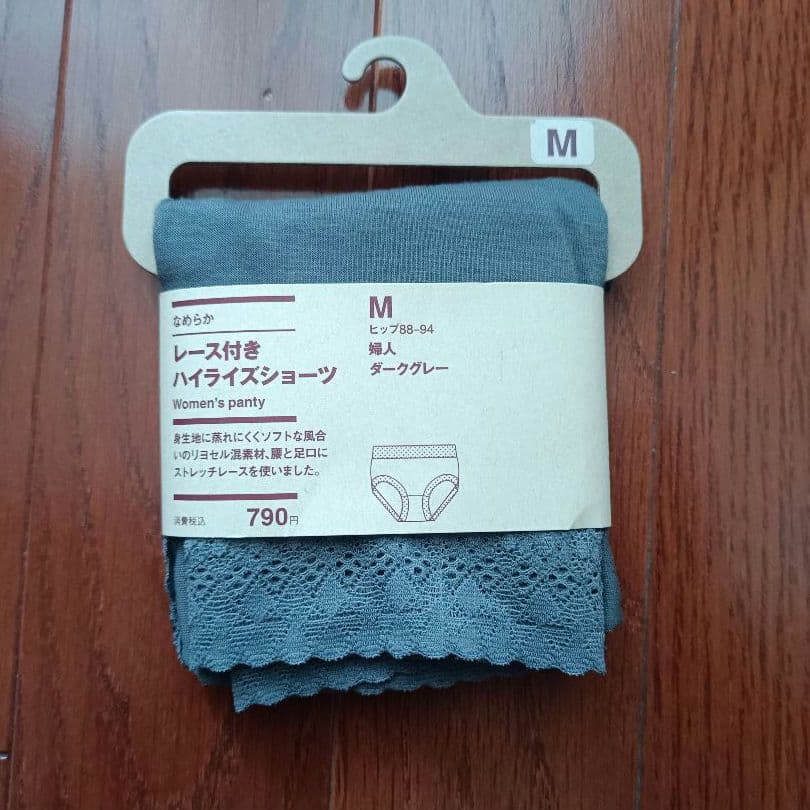 M
なめらか
レース付き
ハイライズショーツ
Women's panty
身生地に蒸れにくくソフトな風合
いのリヨセル混素材、腰と足口に
ストレッチレースを使いました。
消費税込 790円
M
ヒップ88-94
婦人
ダークグレー